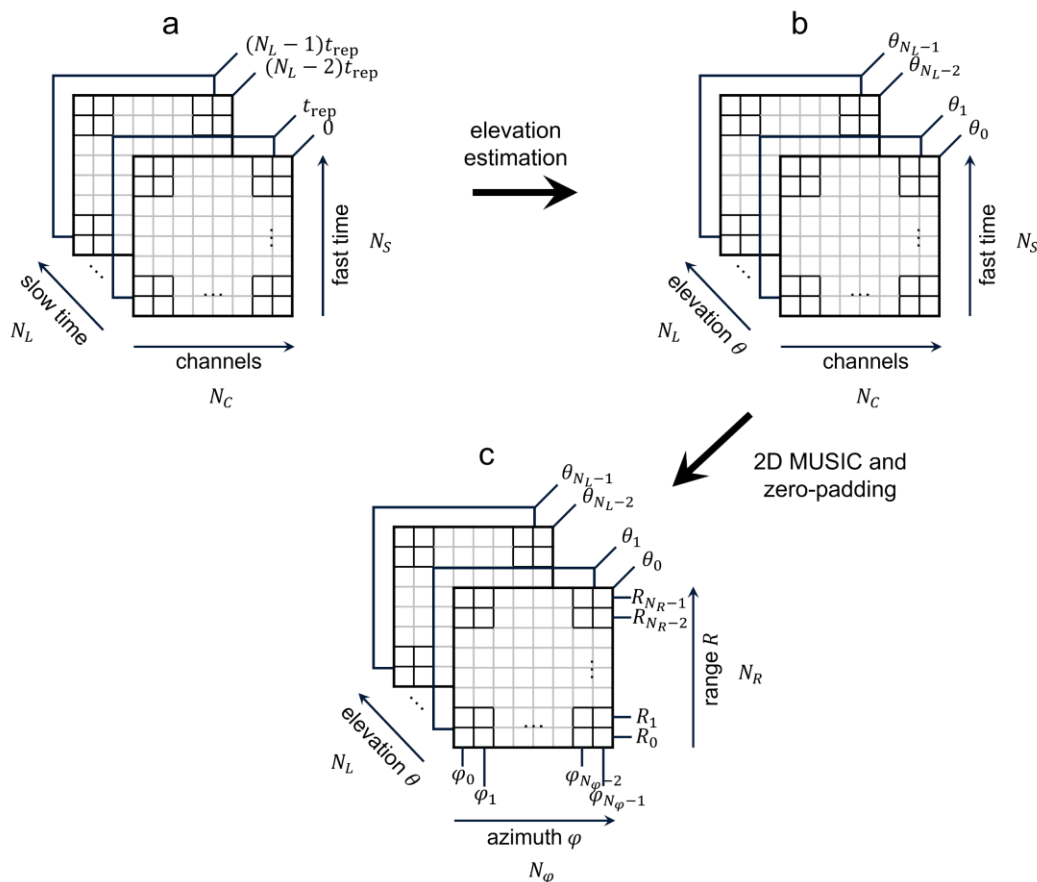 a
(N_L − 1)t_rep
(N_L − 2)t_rep
t_rep
0
fast time
N_S
...
...
...
slow time
N_L
channels
N_C
elevation
estimation
b
θ_{N_L−1}
θ_{N_L−2}
θ_1
θ_0
fast time
N_S
...
...
...
elevation θ
N_L
channels
N_C
2D MUSIC and
zero-padding
c
θ_{N_L−1}
θ_{N_L−2}
θ_1
θ_0
R_{N_R−1}
R_{N_R−2}
range R
N_R
...
...
...
R_1
R_0
elevation θ
N_L
φ_0
φ_1
φ_{N_φ−2}
φ_{N_φ−1}
azimuth φ
N_φ